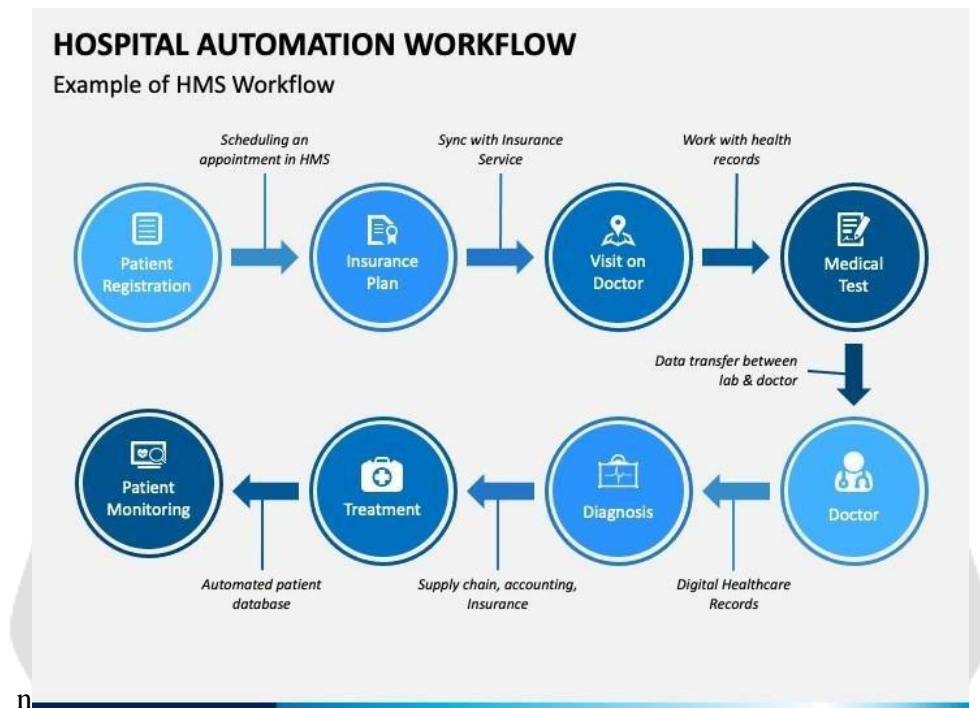 HOSPITAL AUTOMATION WORKFLOW
Example of HMS Workflow
Scheduling an
appointment in HMS
Sync with Insurance
Service
Work with health
records
Patient
Registration
Insurance
Plan
Visit on
Doctor
Medical
Test
Data transfer between
lab & doctor
Patient
Monitoring
Treatment
Diagnosis
Doctor
Automated patient
database
Supply chain, accounting,
Insurance
Digital Healthcare
Records
n